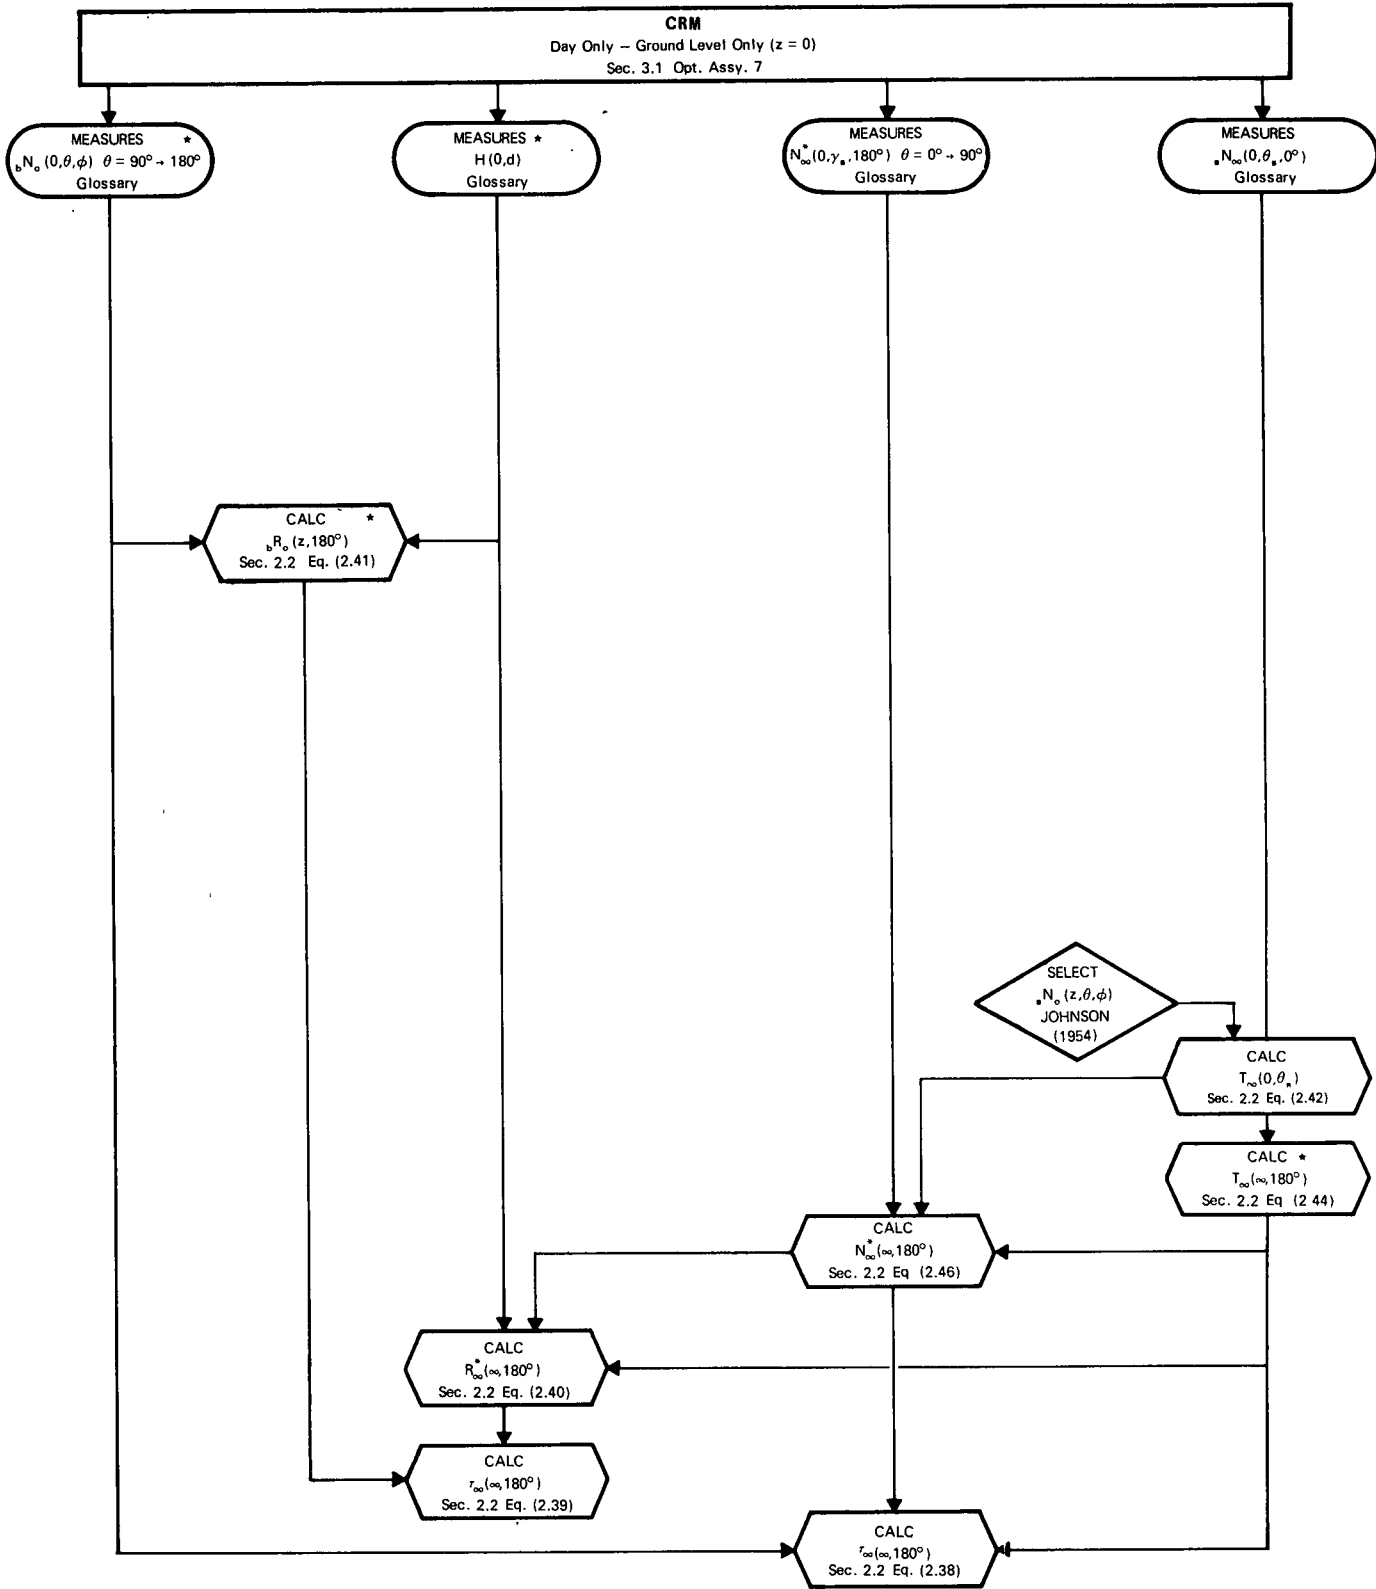 CRM
Day Only – Ground Level Only (z = 0)
Sec. 3.1 Opt. Assy. 7
MEASURES *
bNo(0,θ,ϕ) θ = 90° → 180°
Glossary
MEASURES *
H(0,d)
Glossary
MEASURES
N*∞(0,γs,180°) θ = 0° → 90°
Glossary
MEASURES
sN∞(0,θs,0°)
Glossary
CALC *
bRo(z,180°)
Sec. 2.2 Eq. (2.41)
SELECT
sNo(z,θ,ϕ)
JOHNSON
(1954)
CALC
T∞(0,θs)
Sec. 2.2 Eq. (2.42)
CALC *
T∞(∞,180°)
Sec. 2.2 Eq (2 44)
CALC
N*∞(∞,180°)
Sec. 2.2 Eq (2.46)
CALC
R*∞(∞,180°)
Sec. 2.2 Eq. (2.40)
CALC
τ∞(∞,180°)
Sec. 2.2 Eq. (2.39)
CALC
τ∞(∞,180°)
Sec. 2.2 Eq. (2.38)